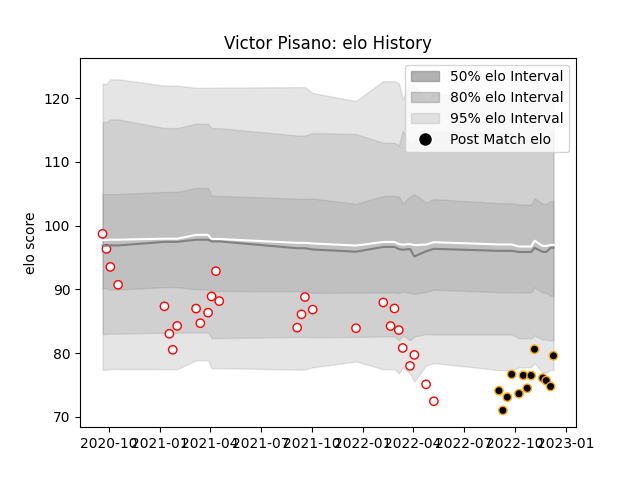 Victor Pisano: elo History
50% elo Interval
80% elo Interval
95% elo Interval
Post Match elo
elo score
120
110
100
90
80
70
2020-10 2021-01 2021-04 2021-07 2021-10 2022-01 2022-04 2022-07 2022-10 2023-01